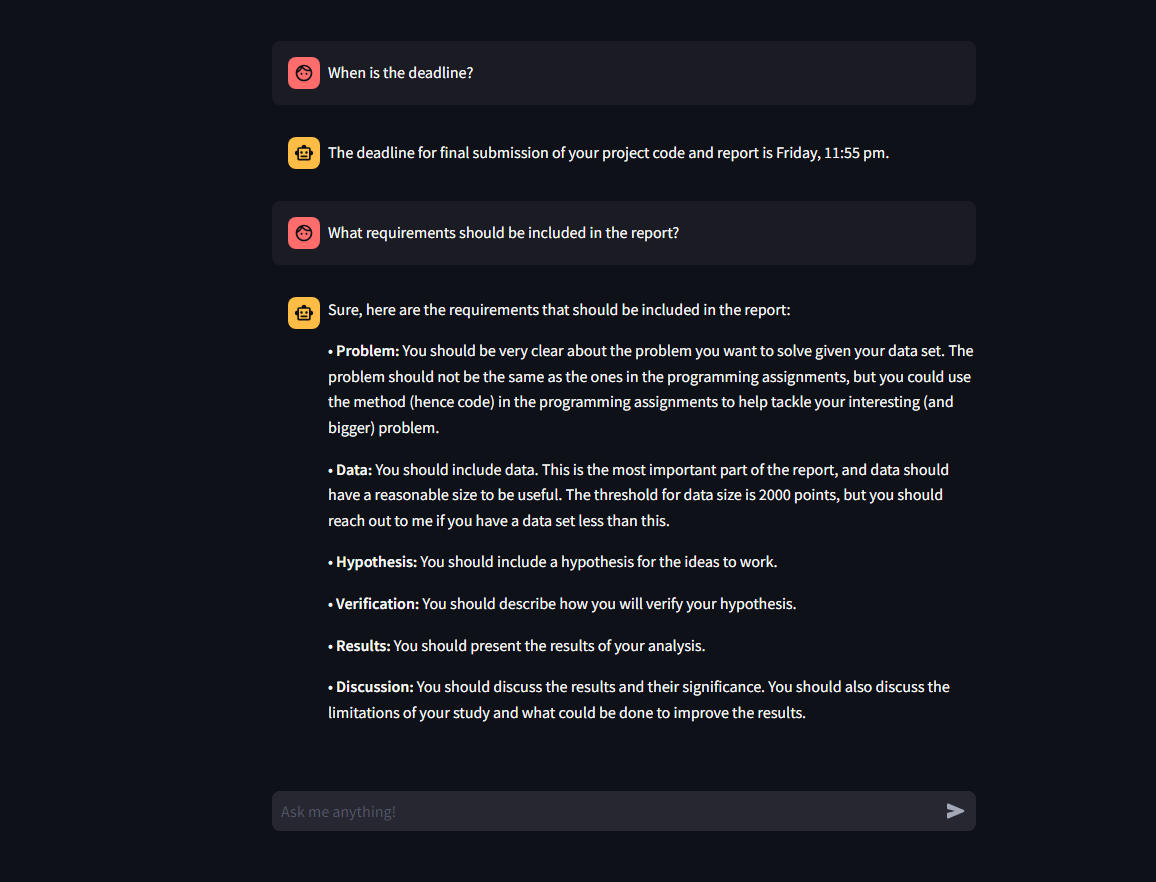 When is the deadline?
The deadline for final submission of your project code and report is Friday, 11:55 pm.
What requirements should be included in the report?
Sure, here are the requirements that should be included in the report:
• Problem: You should be very clear about the problem you want to solve given your data set. The
problem should not be the same as the ones in the programming assignments, but you could use
the method (hence code) in the programming assignments to help tackle your interesting (and
bigger) problem.
• Data: You should include data. This is the most important part of the report, and data should
have a reasonable size to be useful. The threshold for data size is 2000 points, but you should
reach out to me if you have a data set less than this.
• Hypothesis: You should include a hypothesis for the ideas to work.
• Verification: You should describe how you will verify your hypothesis.
• Results: You should present the results of your analysis.
• Discussion: You should discuss the results and their significance. You should also discuss the
limitations of your study and what could be done to improve the results.
Ask me anything!